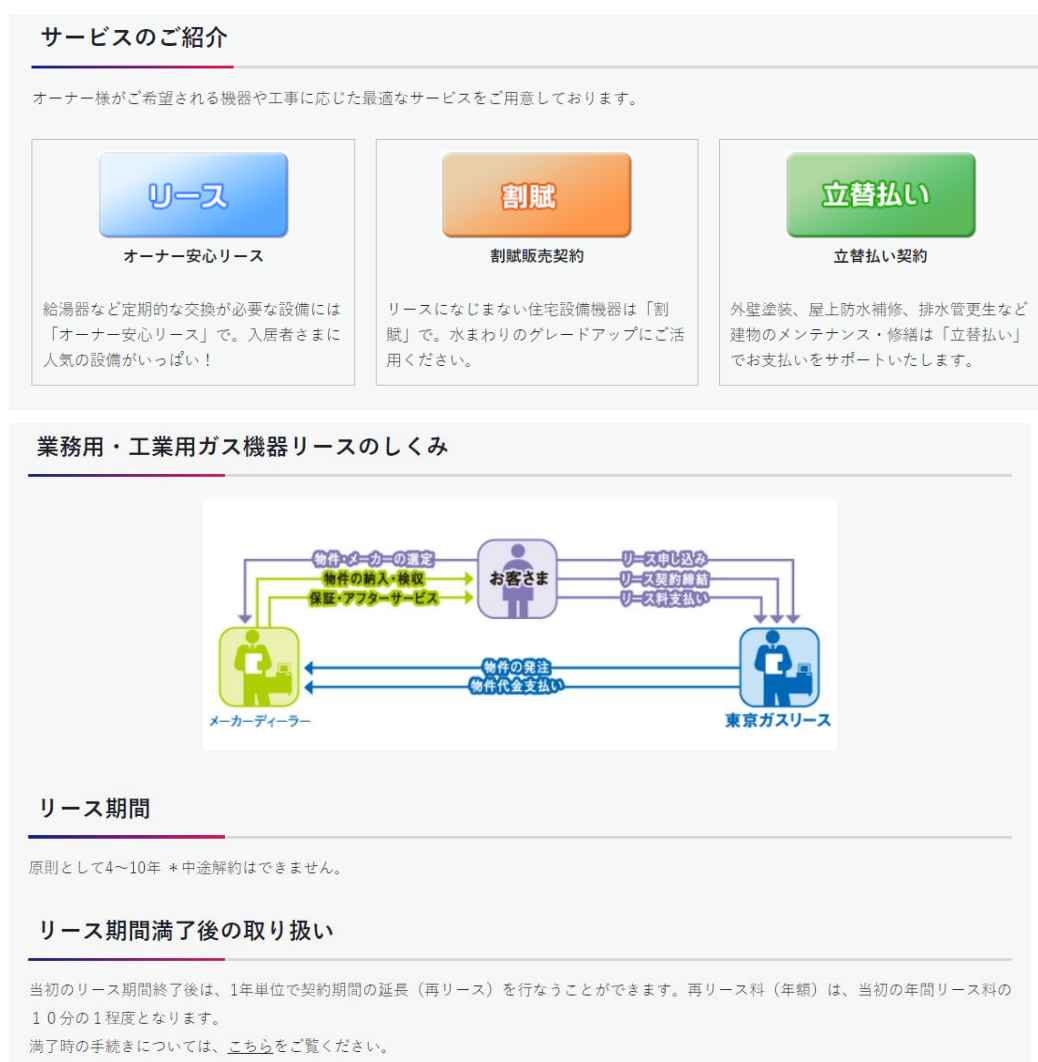 サービスのご紹介
オーナー様がご希望される機器や工事に応じた最適なサービスをご用意しております。
リース
オーナー安心リース
給湯器など定期的な交換が必要な設備には
「オーナー安心リース」で。入居者さまに
人気の設備がいっぱい！
割賦
割賦販売契約
リースになじまない住宅設備機器は「割
賦」で。水まわりのグレードアップにご活
用ください。
立替払い
立替払い契約
外壁塗装、屋上防水補修、排水管更生など
建物のメンテナンス・修繕は「立替払い」
でお支払いをサポートいたします。
業務用・工業用ガス機器リースのしくみ
物件・メーカーの選定
物件の納入・検収
保証・アフターサービス
お客さま
リース申し込み
リース契約締結
リース料支払い
物件の発注
物件代金支払い
メーカーディーラー
東京ガスリース
リース期間
原則として4～10年 ＊中途解約はできません。
リース期間満了後の取り扱い
当初のリース期間終了後は、1年単位で契約期間の延長（再リース）を行なうことができます。再リース料（年額）は、当初の年間リース料の
１０分の１程度となります。
満了時の手続きについては、こちらをご覧ください。